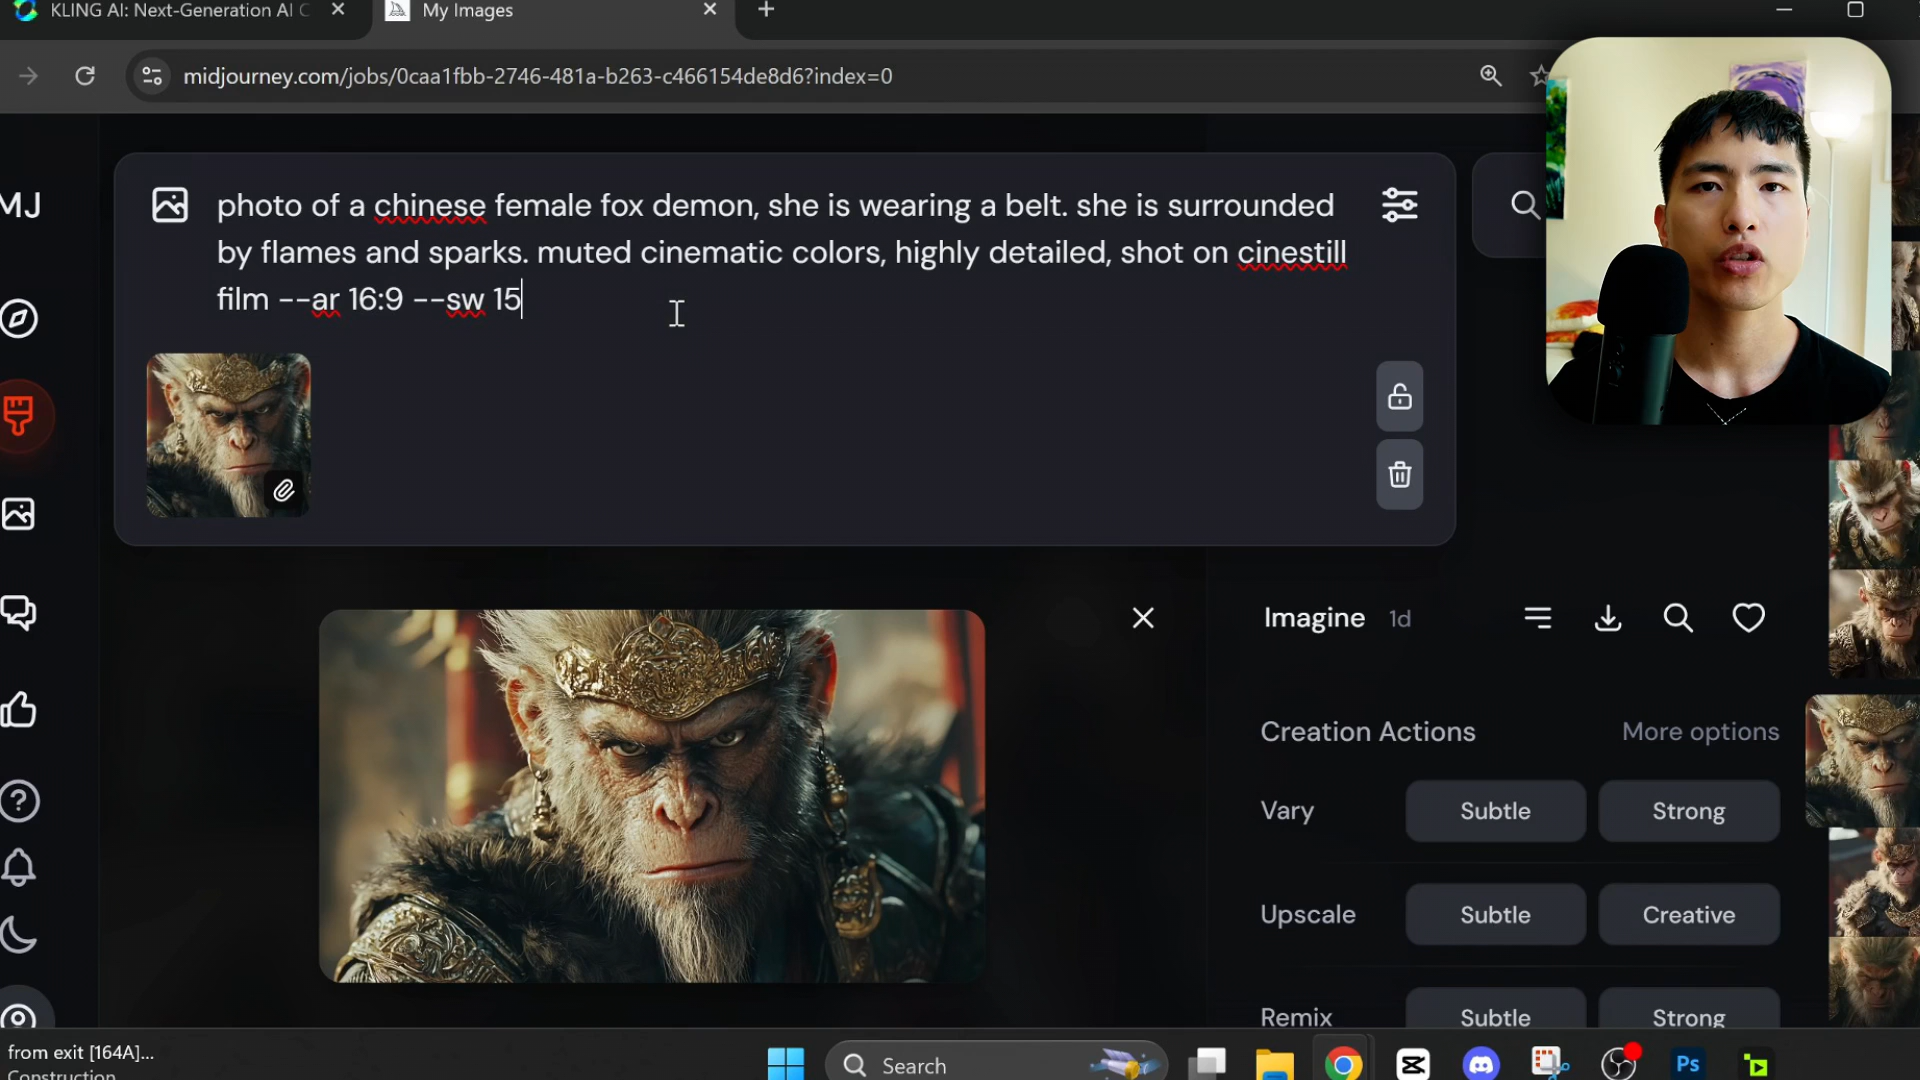 KLING AI: Next-Generation AI C
My Images
midjourney.com/jobs/0caa1fbb-2746-481a-b263-c466154de8d6?index=0
MJ
photo of a chinese female fox demon, she is wearing a belt. she is surrounded
by flames and sparks. muted cinematic colors, highly detailed, shot on cinestill
film --ar 16:9 --sw 15
Imagine 1d
Creation Actions More options
Vary Subtle Strong
Upscale Subtle Creative
Remix Subtle Strong
from exit [164A]...
Construction
Search
Ps